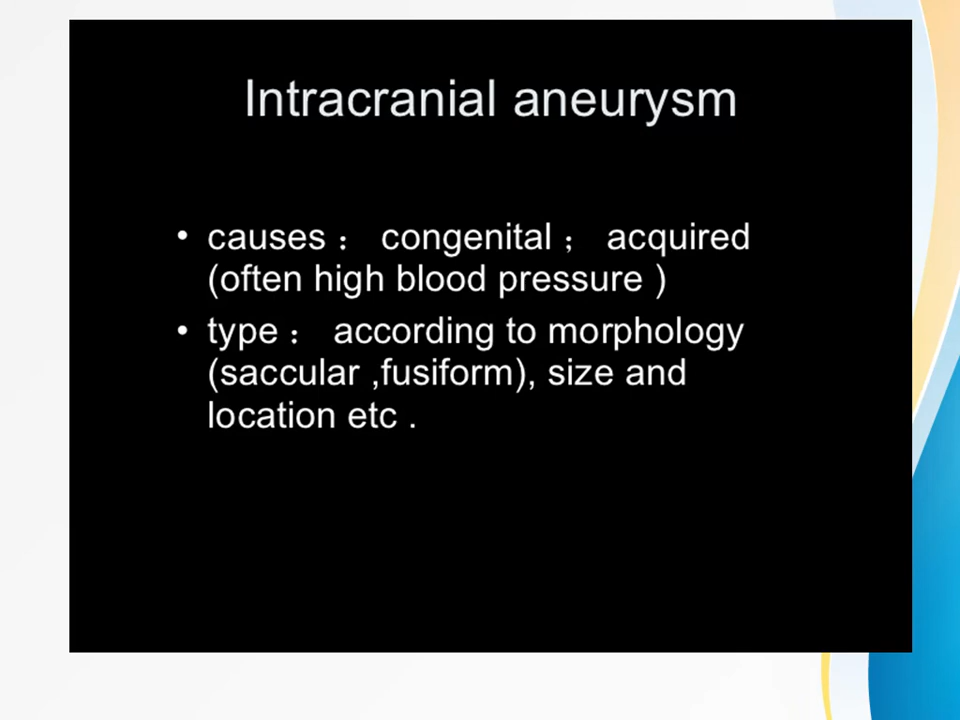 Intracranial aneurysm
• causes ： congenital ； acquired
(often high blood pressure )
• type ： according to morphology
(saccular ,fusiform), size and
location etc .